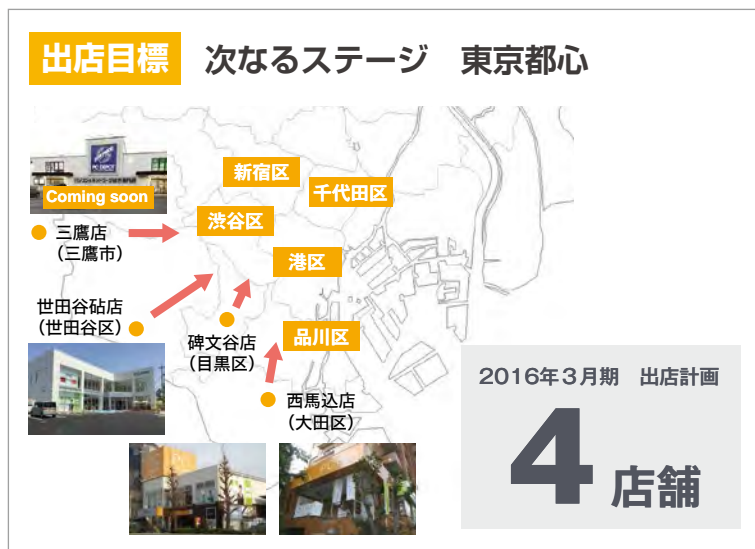 出店目標 次なるステージ 東京都心
新宿区
千代田区
PC DEPOT
Coming soon
渋谷区
三鷹店
（三鷹市）
港区
世田谷砧店
（世田谷区）
碑文谷店
（目黒区）
品川区
西馬込店
（大田区）
2016年3月期 出店計画
4店舗